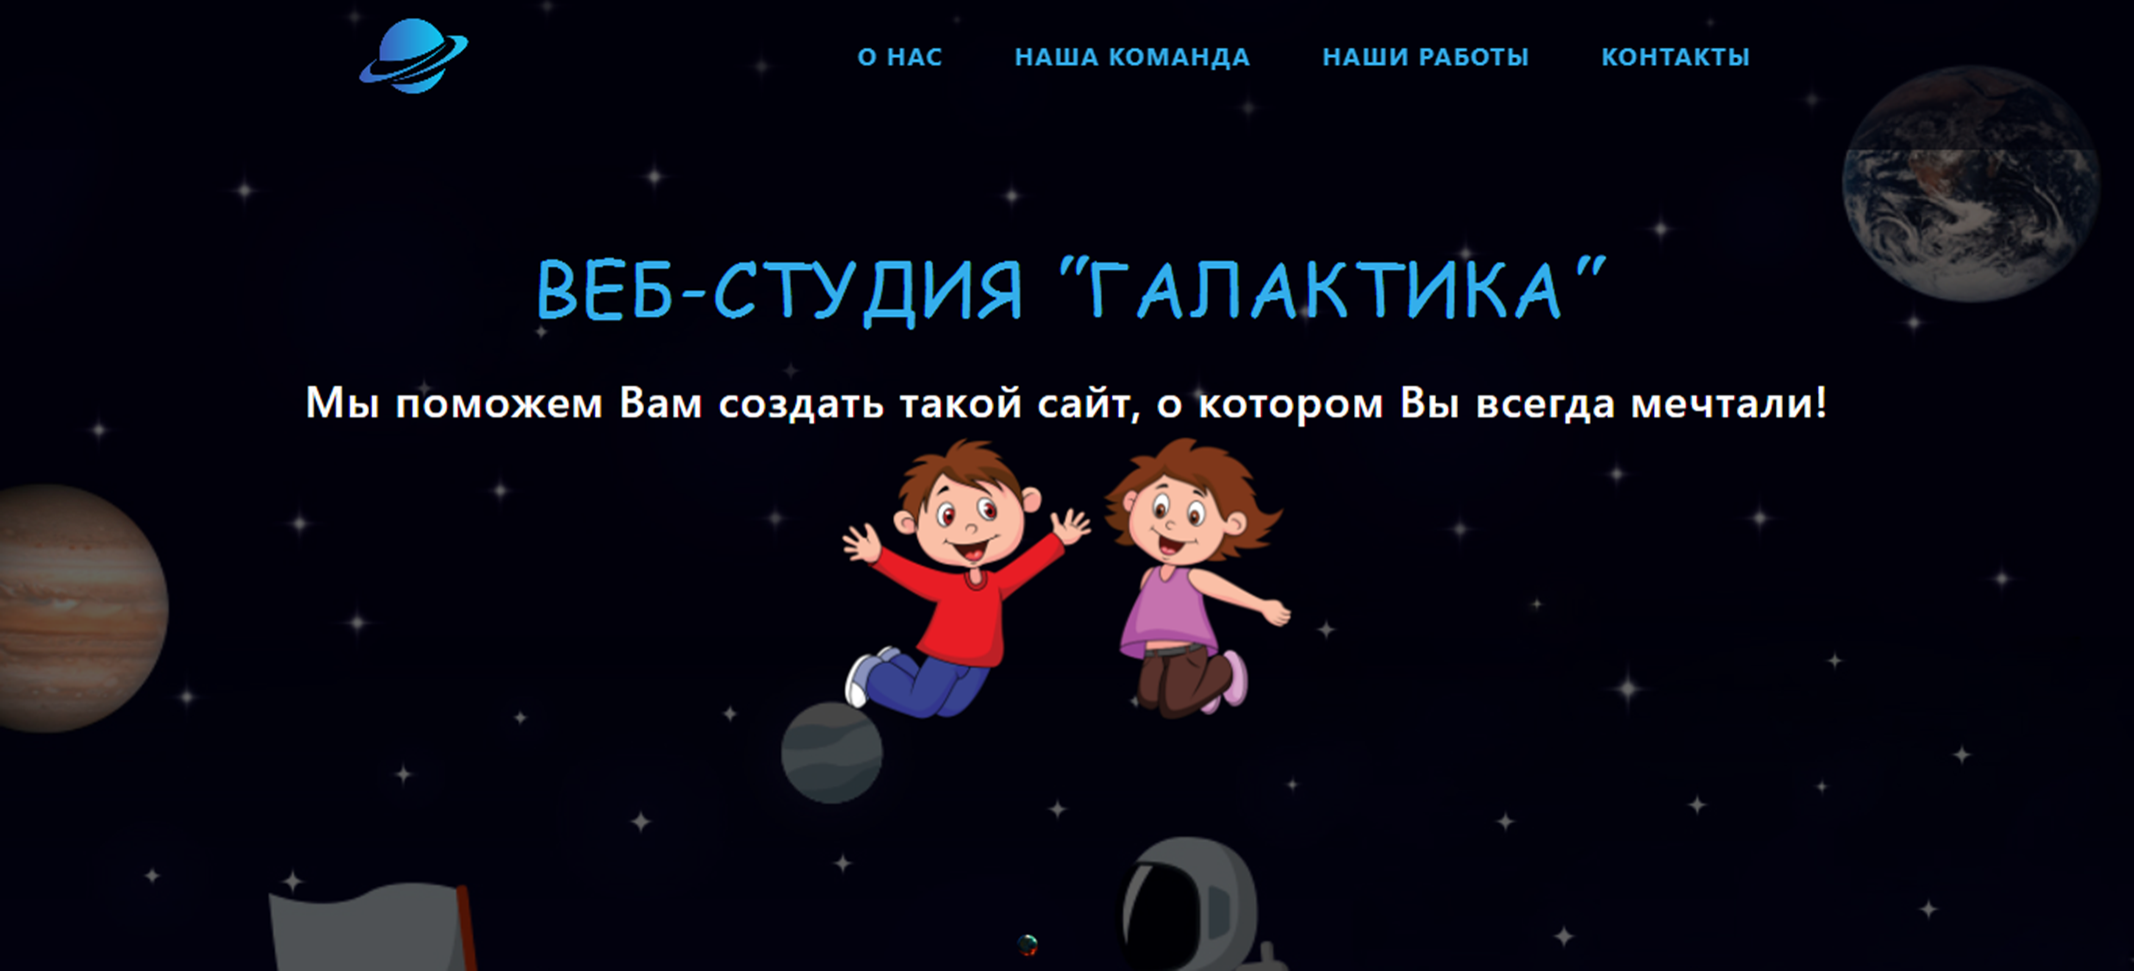 О НАС НАША КОМАНДА НАШИ РАБОТЫ КОНТАКТЫ
ВЕБ-СТУДИЯ "ГАЛАКТИКА"
Мы поможем Вам создать такой сайт, о котором Вы всегда мечтали!